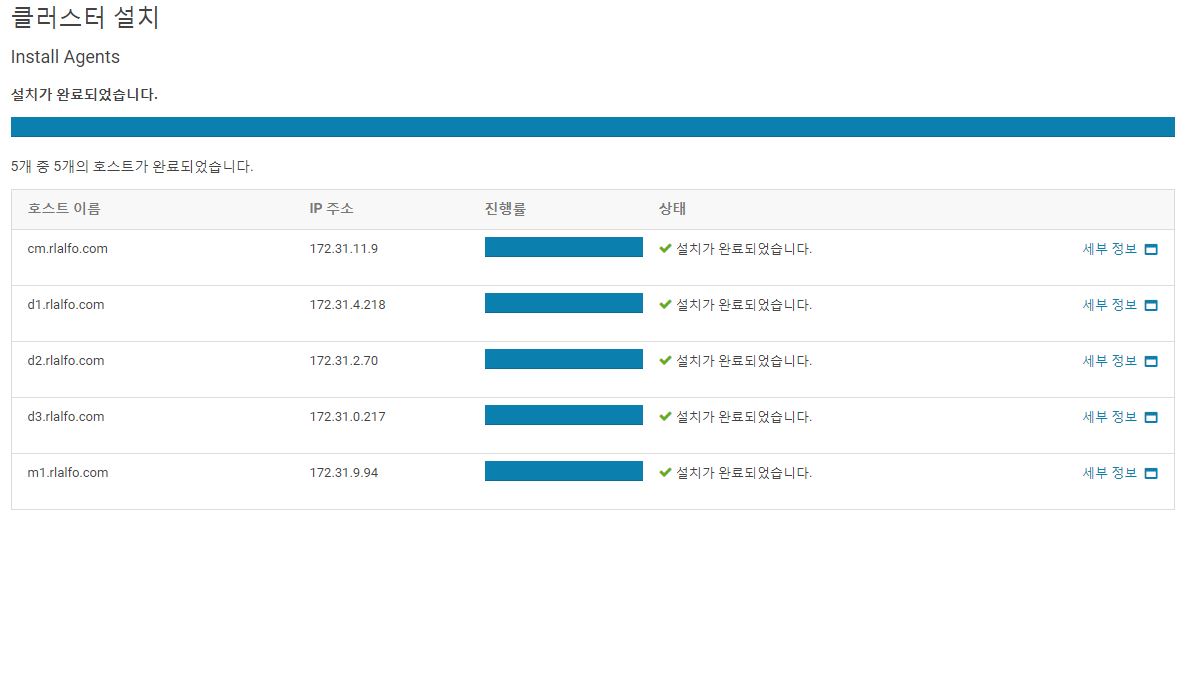 클러스터 설치
Install Agents
설치가 완료되었습니다.
5개 중 5개의 호스트가 완료되었습니다.
호스트 이름 IP 주소 진행률 상태
cm.rlalfo.com 172.31.11.9 설치가 완료되었습니다. 세부 정보
d1.rlalfo.com 172.31.4.218 설치가 완료되었습니다. 세부 정보
d2.rlalfo.com 172.31.2.70 설치가 완료되었습니다. 세부 정보
d3.rlalfo.com 172.31.0.217 설치가 완료되었습니다. 세부 정보
m1.rlalfo.com 172.31.9.94 설치가 완료되었습니다. 세부 정보